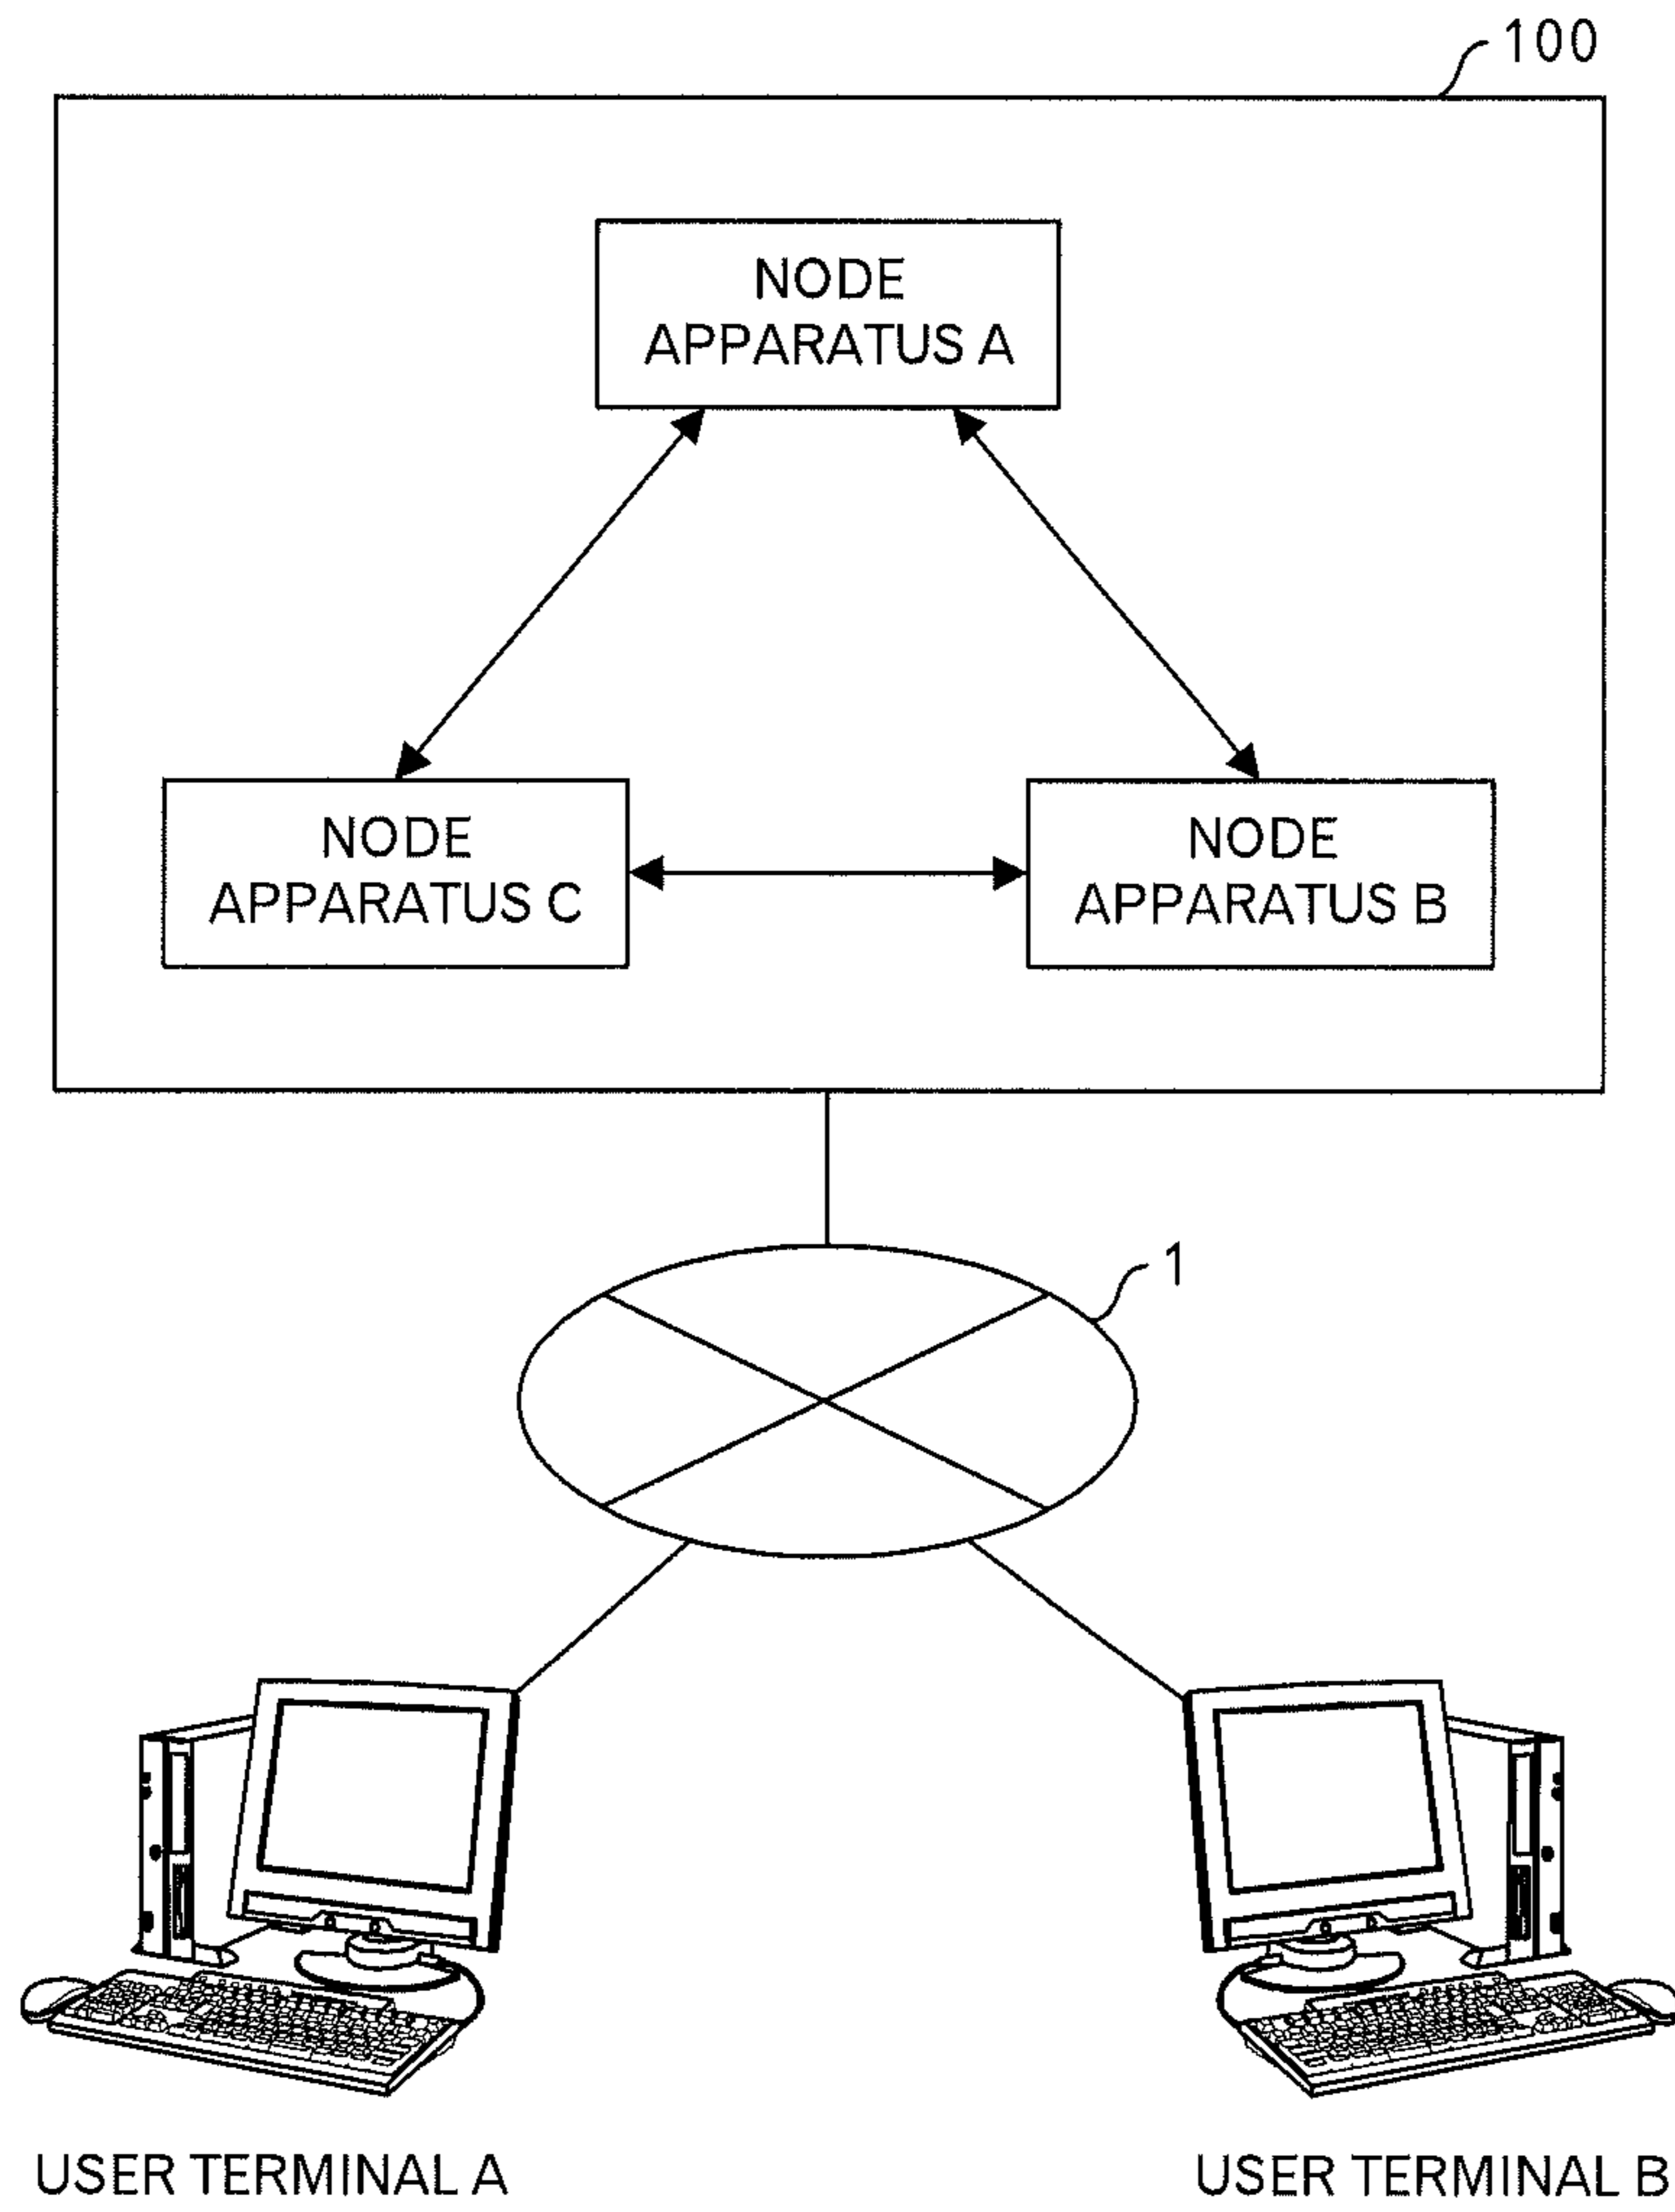 100
NODE
APPARATUS A
NODE
APPARATUS C
NODE
APPARATUS B
1
USER TERMINAL A
USER TERMINAL B